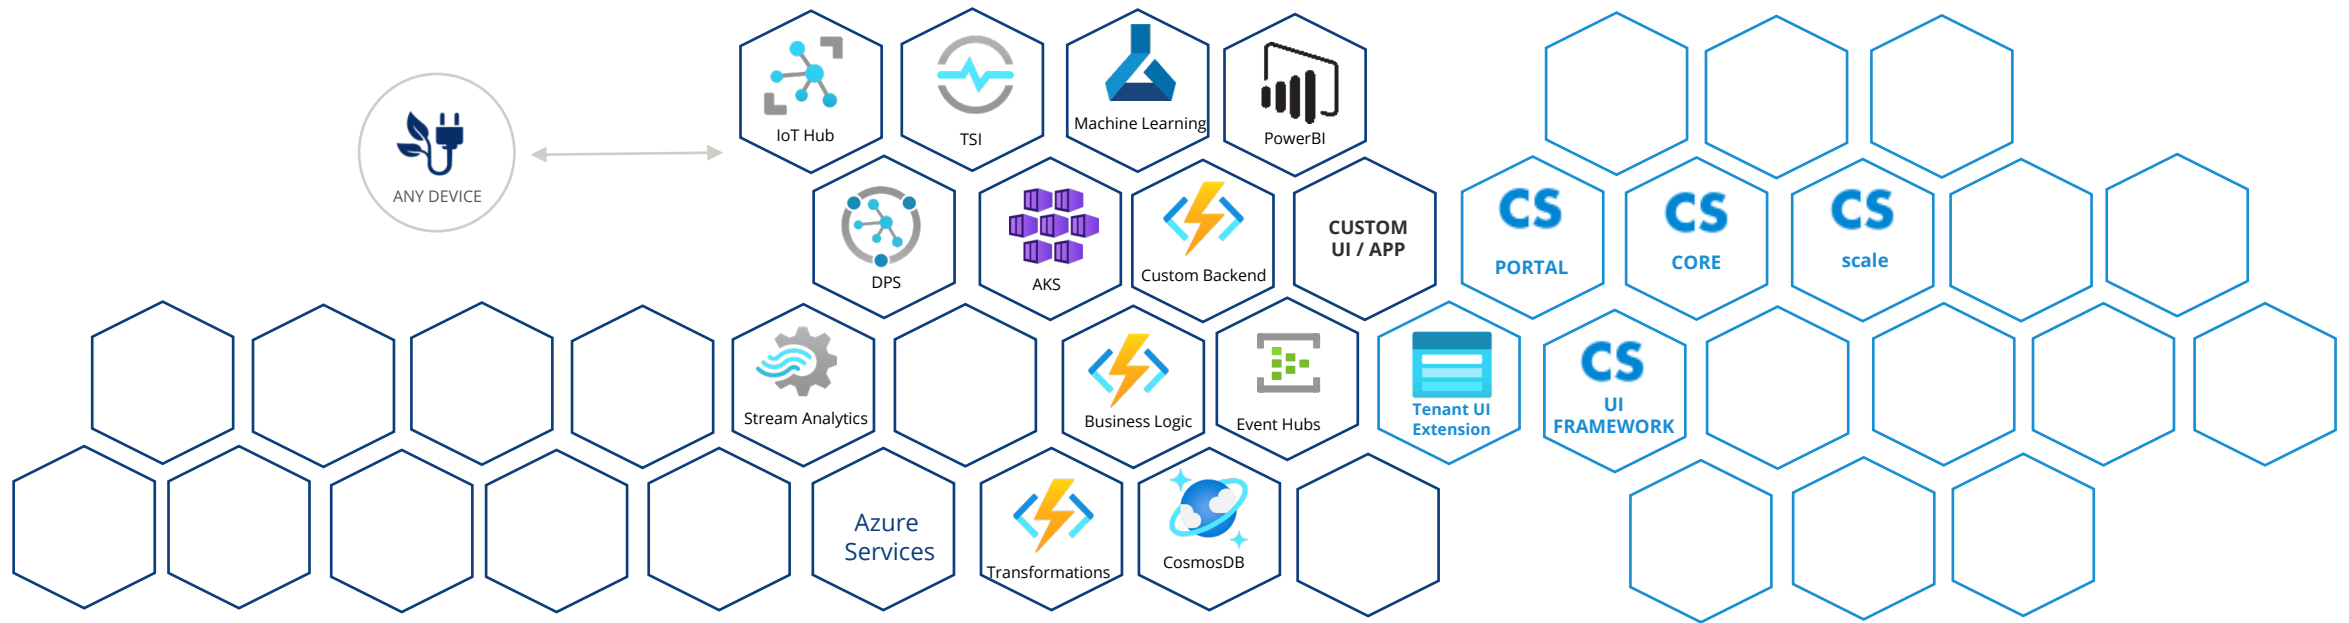 IoT Hub
TSI
Machine Learning
PowerBI
ANY DEVICE
DPS
AKS
Custom Backend
CUSTOM
UI / APP
CS
PORTAL
CS
CORE
CS
scale
Stream Analytics
Business Logic
Event Hubs
Tenant UI
Extension
CS
UI
FRAMEWORK
Azure
Services
Transformations
CosmosDB